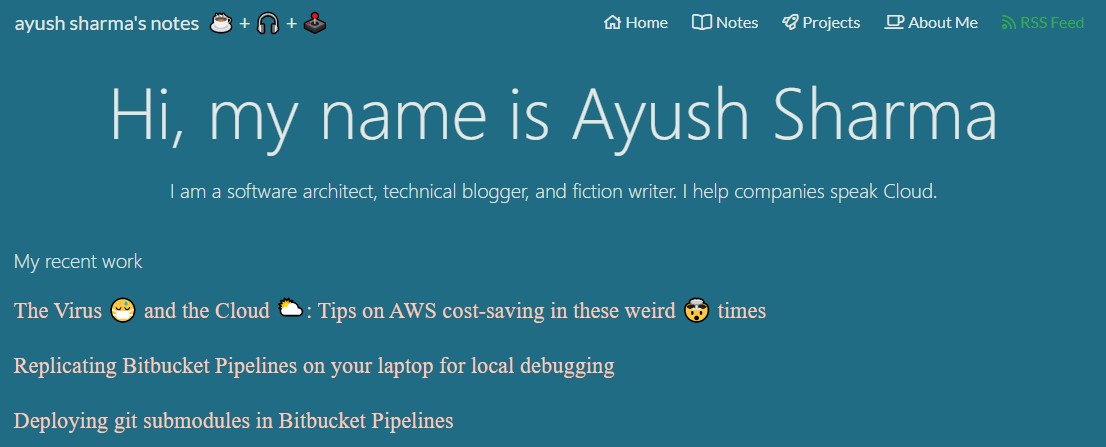 ayush sharma's notes ☕ + 🎧 + 🕹️ Home Notes Projects About Me RSS Feed
Hi, my name is Ayush Sharma
I am a software architect, technical blogger, and fiction writer. I help companies speak Cloud.
My recent work
The Virus 😷 and the Cloud 🌥️: Tips on AWS cost-saving in these weird 🤯 times
Replicating Bitbucket Pipelines on your laptop for local debugging
Deploying git submodules in Bitbucket Pipelines